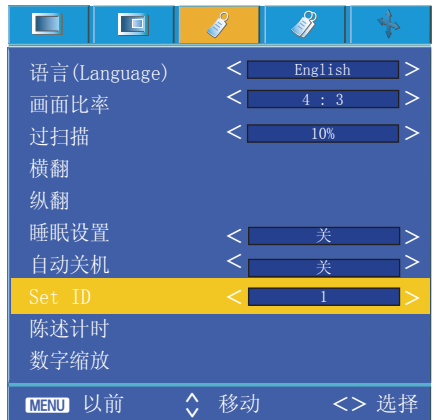 语言(Language) < English >
画面比率 < 4 : 3 >
过扫描 < 10% >
横翻
纵翻
睡眠设置 < 关 >
自动关机 < 关 >
Set ID < 1 >
陈述计时
数字缩放
MENU 以前 移动 <> 选择